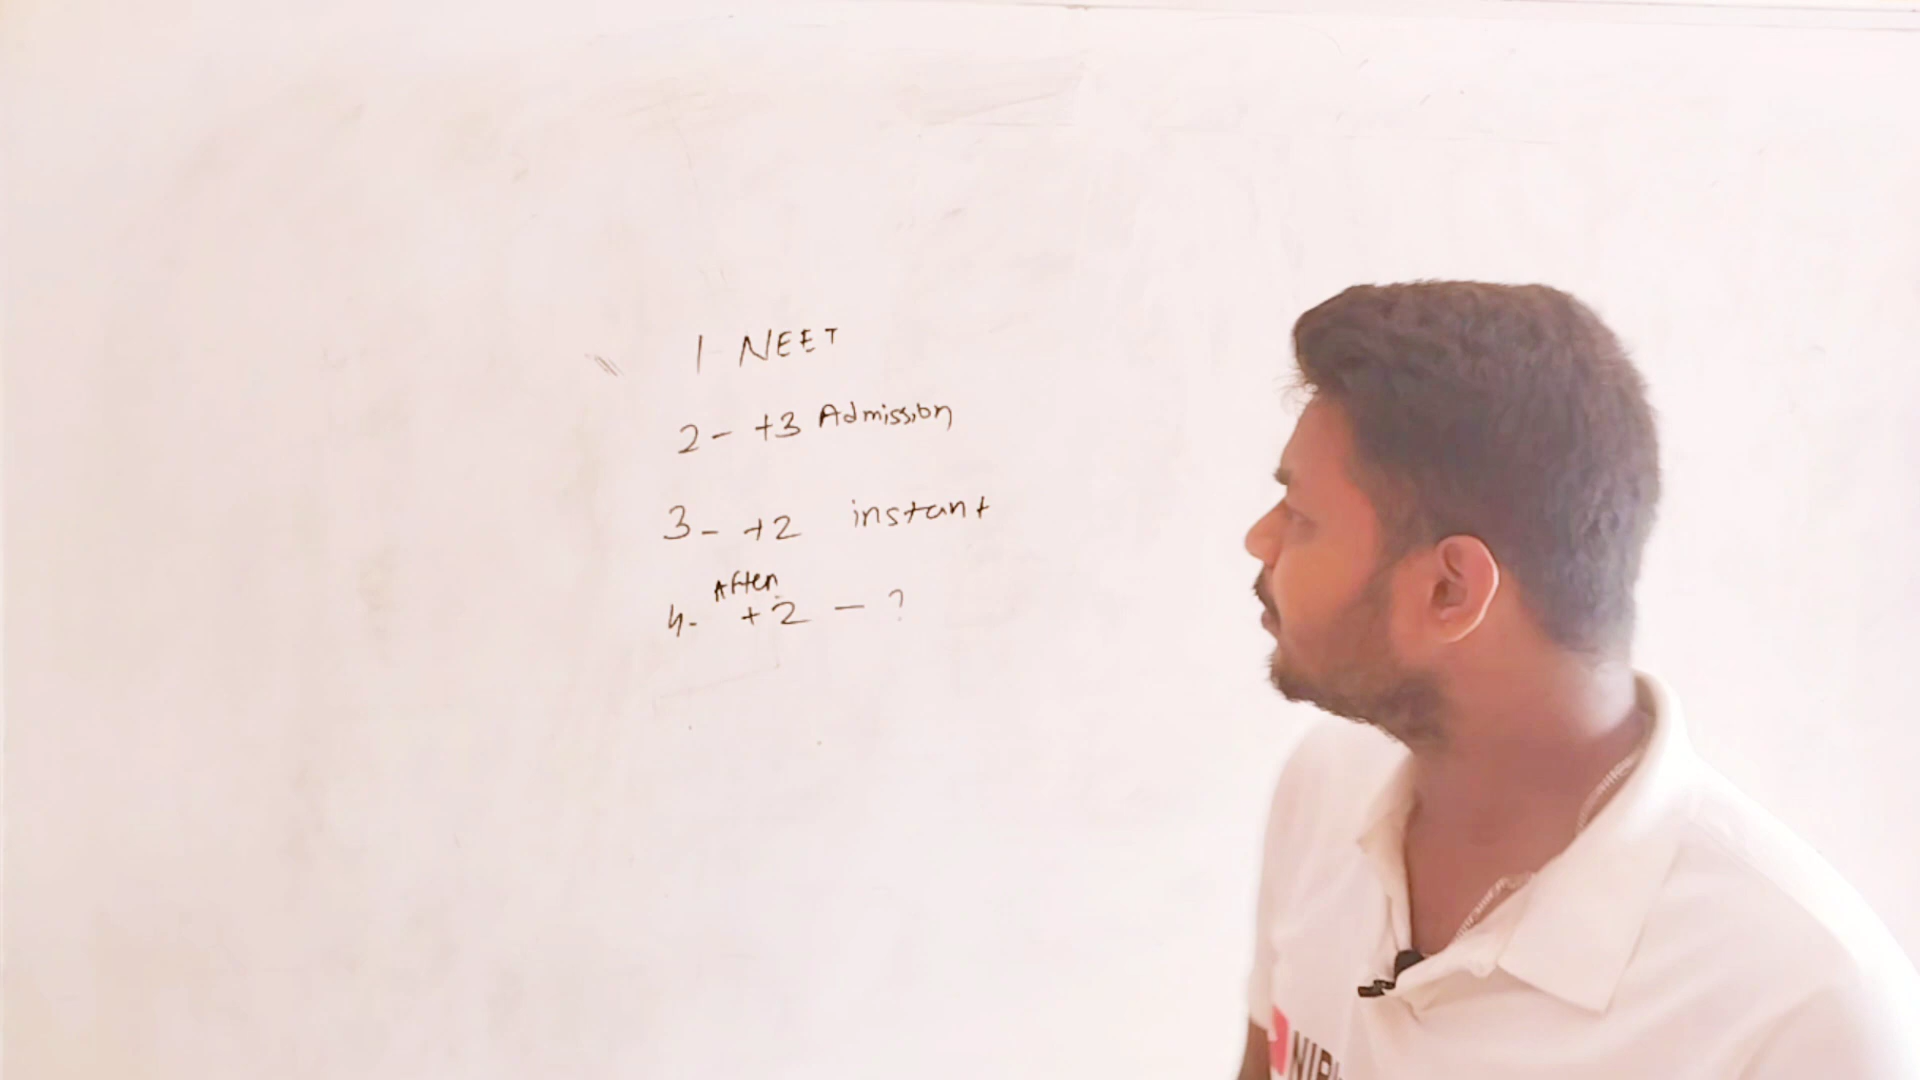 1 NEET
2 - +3 Admission
3 - +2 instant
After
4. +2 - ?